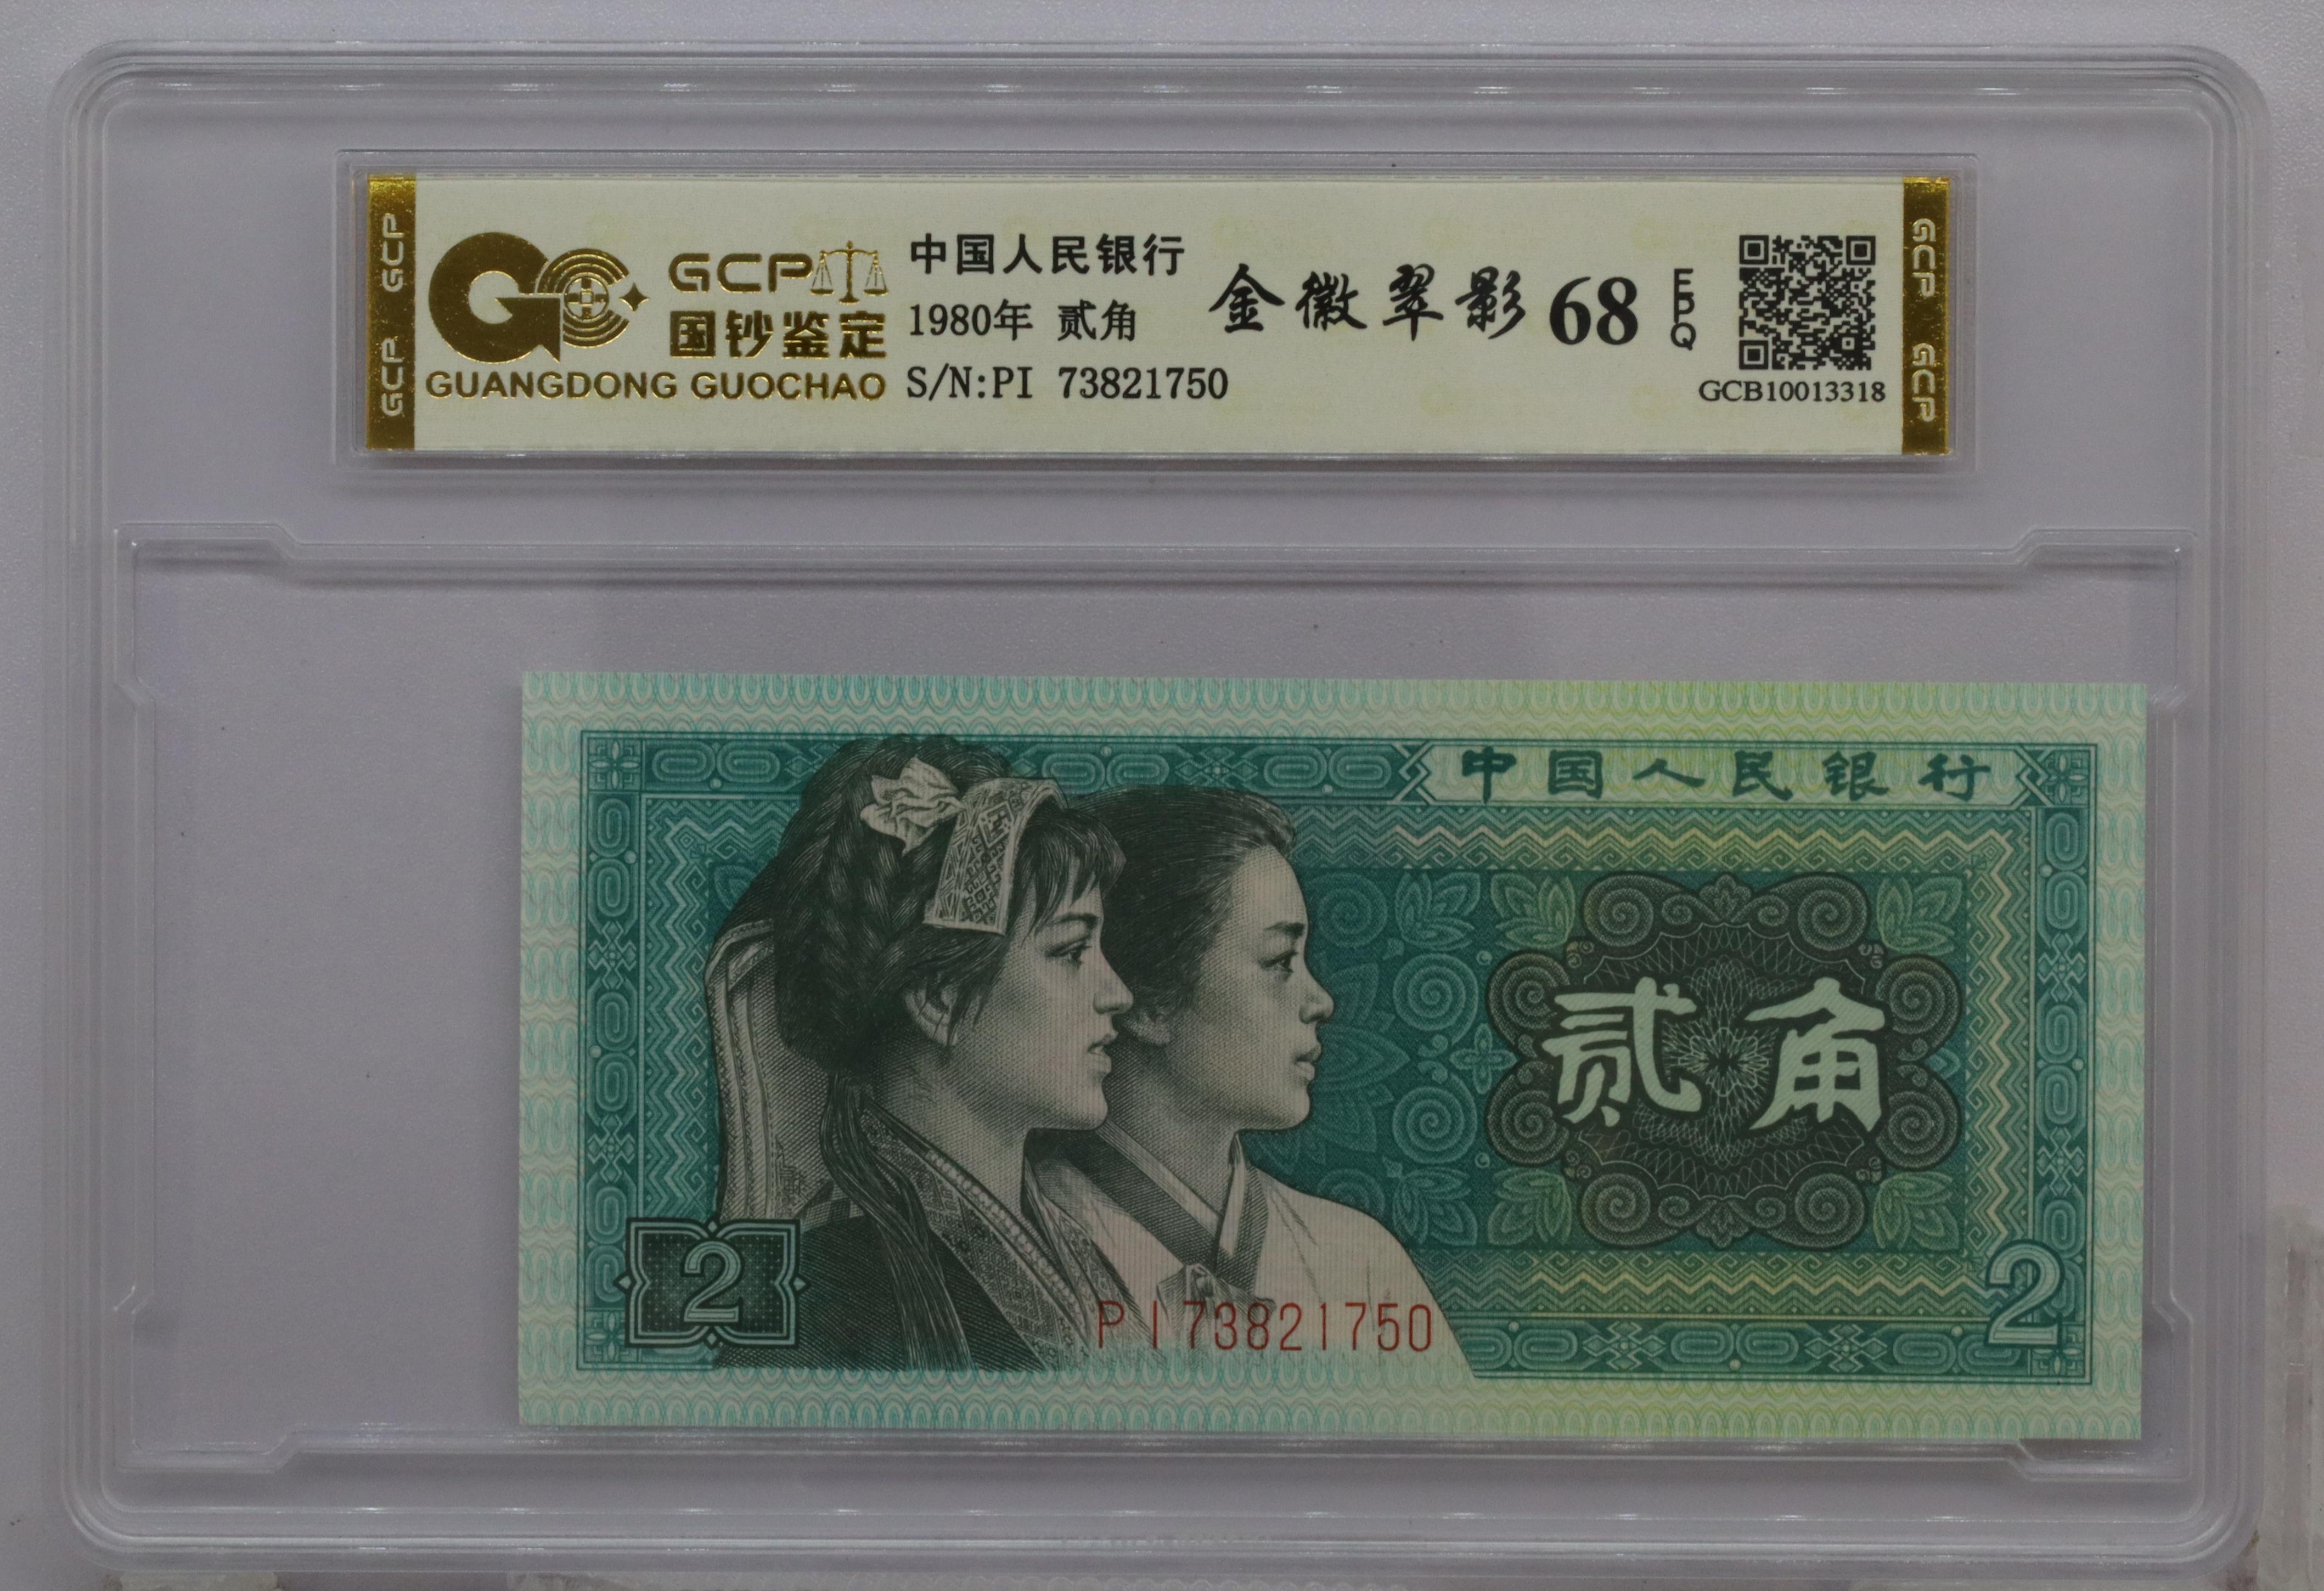 GCP GCP
GCP
国钞鉴定
GUANGDONG GUOCHAO
中国人民银行
1980年 贰角
S/N:PI 73821750
金徽翠影 68 EPQ
GCB10013318
GCP GCP
中国人民银行
贰角
2
PI73821750
2